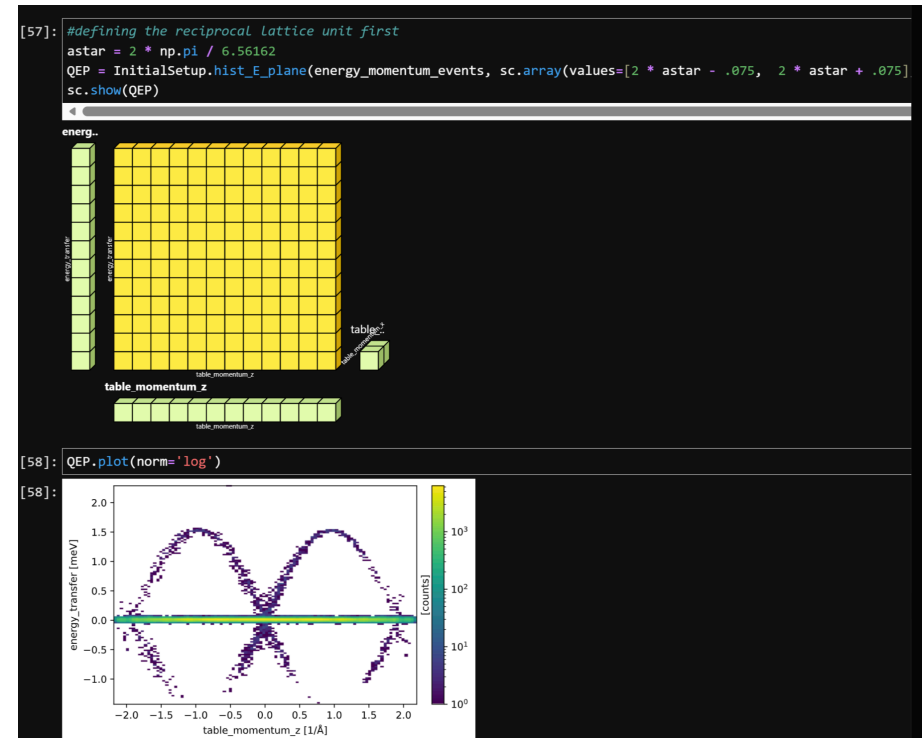 [57]: #defining the reciprocal lattice unit first
astar = 2 * np.pi / 6.56162
QEP = InitialSetup.hist_E_plane(energy_momentum_events, sc.array(values=[2 * astar - .075,  2 * astar + .075]
sc.show(QEP)
energ..
energy_transfer
energy_transfer
table_..
table_momentum_x
table_momentum_z
table_momentum_z
table_momentum_z
[58]: QEP.plot(norm='log')
[58]:
2.0
1.5
1.0
0.5
0.0
−0.5
−1.0
energy_transfer [meV]
−2.0 −1.5 −1.0 −0.5 0.0 0.5 1.0 1.5 2.0
table_momentum_z [1/Å]
10³
10²
10¹
10⁰
[counts]